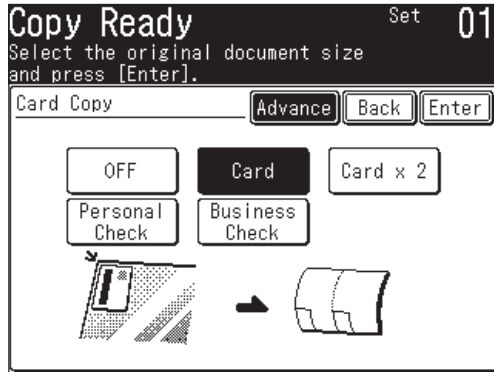 Copy Ready
Set 01
Select the original document size
and press [Enter].
Card Copy
Advance Back Enter
OFF Card Card x 2
Personal Check
Business Check